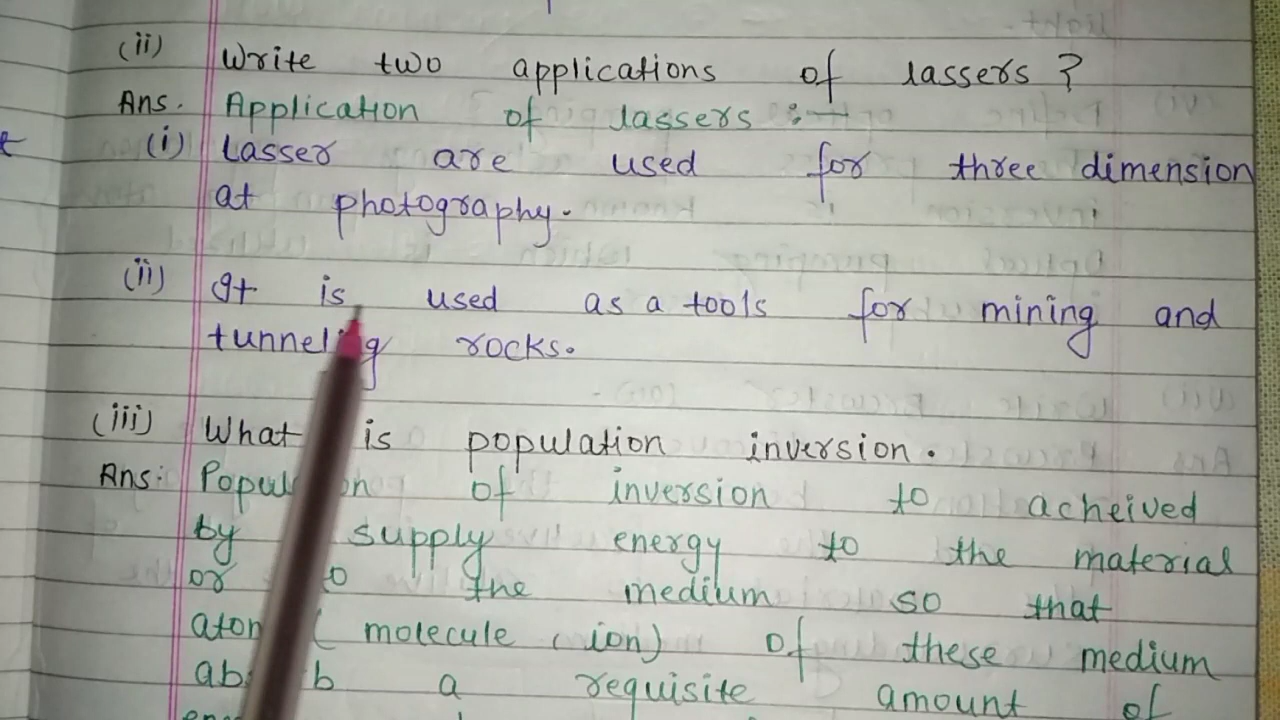 (ii) Write two applications of lassers ?
Ans. Application of lassers :-
(i) Lasser are used for three dimension
at photography.
(ii) It is used as a tools for mining and
tunneling rocks.
(iii) What is population inversion.
Ans: of inversion to acheived
by supply energy to the material
or the medium so that
( molecule (ion) of these medium
a requisite amount of